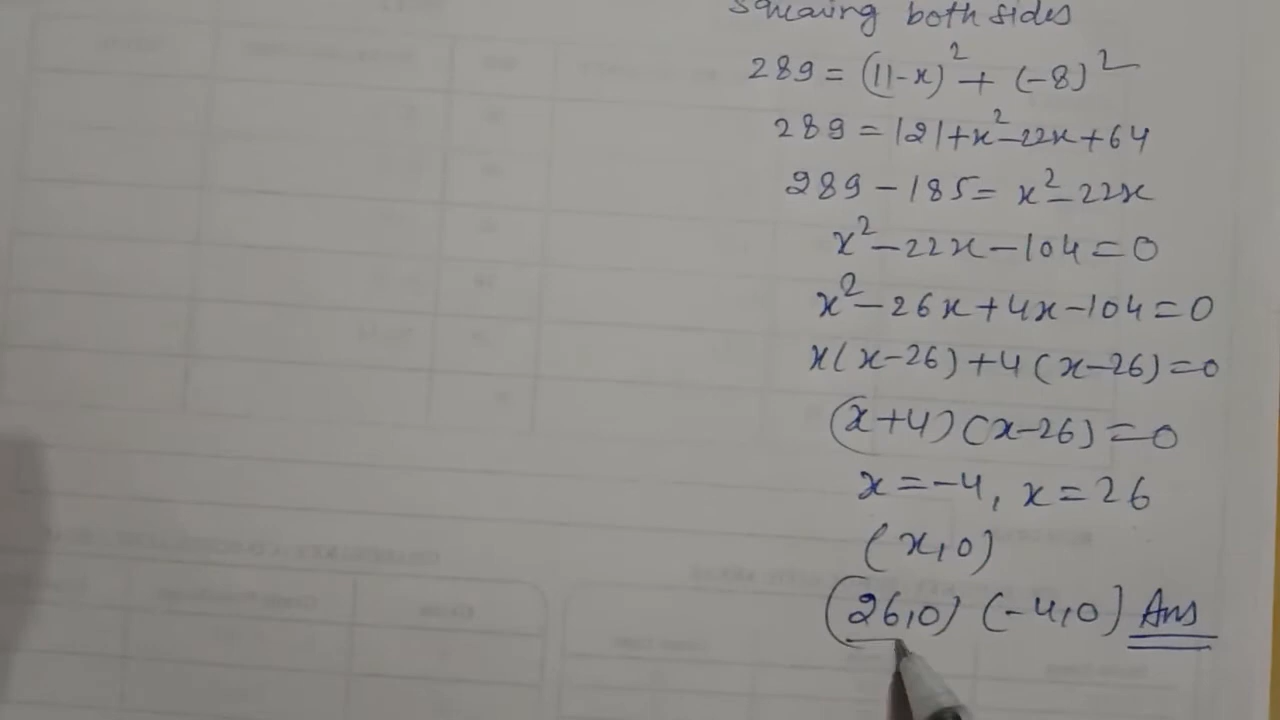 squaring both sides
289 = (11-x)² + (-8)²
289 = 121+x²-22x+64
289 - 185 = x²-22x
x²-22x-104=0
x²-26x+4x-104=0
x(x-26)+4(x-26)=0
(x+4)(x-26)=0
x=-4, x=26
(x,0)
(26,0) (-4,0) Ans